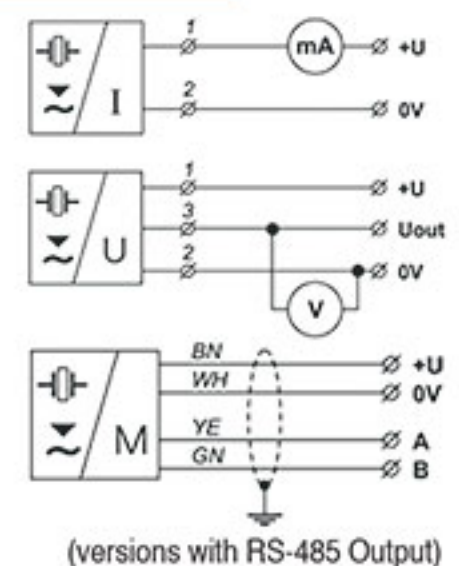 1 mA +U
I 2 0V
1 +U
3 Uout
U 2 0V
V
BN +U
WH 0V
M YE A
GN B
(versions with RS-485 Output)